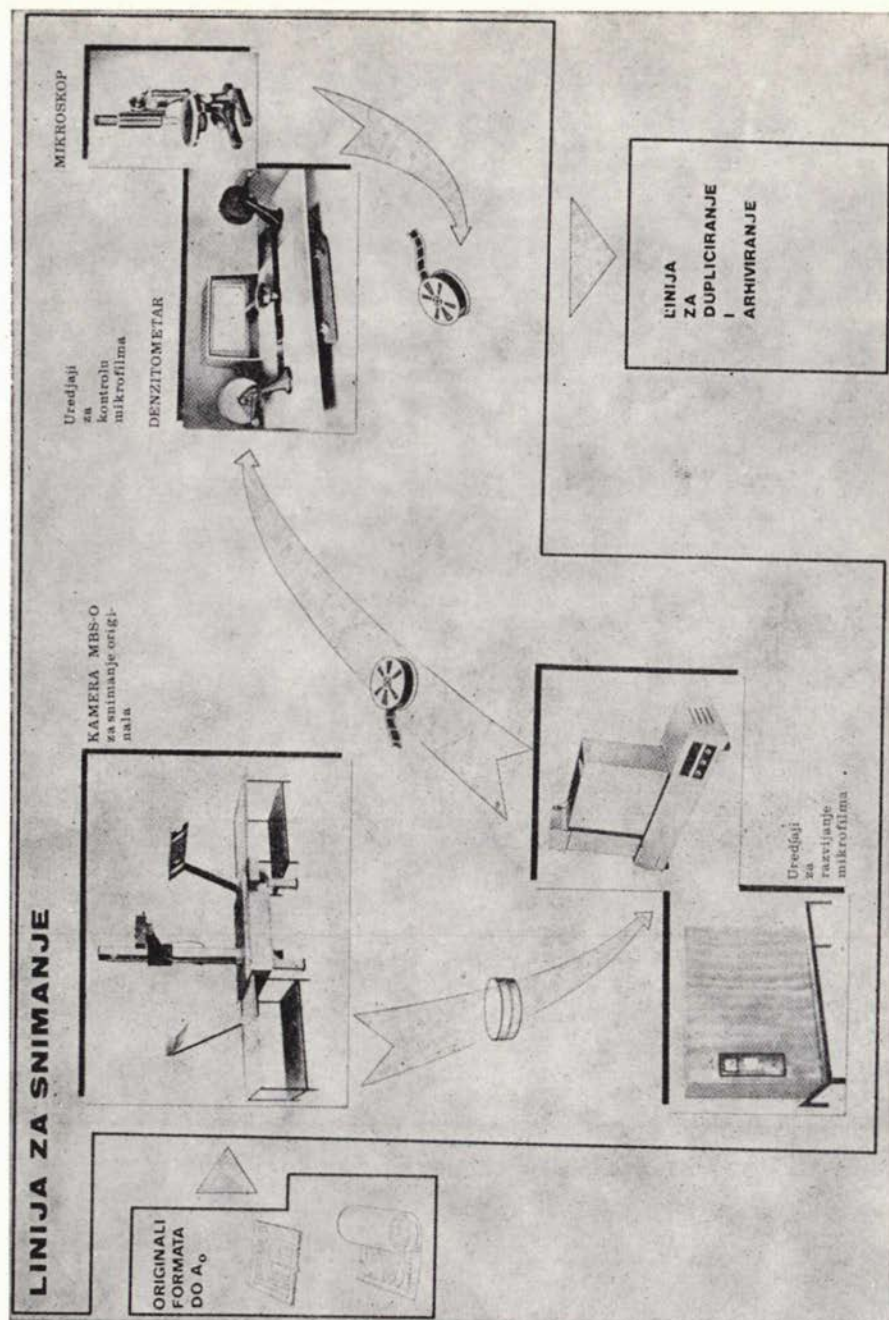 LINIJA ZA SNIMANJE
ORIGINALI
FORMATA
DO A₀
KAMERA MBS-O
za snimanje origi-
nala
Uredjaji
za
razvijanje
mikrofilma
Uredjaji
za
kontrolu
mikrofilma
DENZITOMETAR
MIKROSKOP
LINIJA
ZA
DUPLICIRANJE
I
ARHIVIRANJE